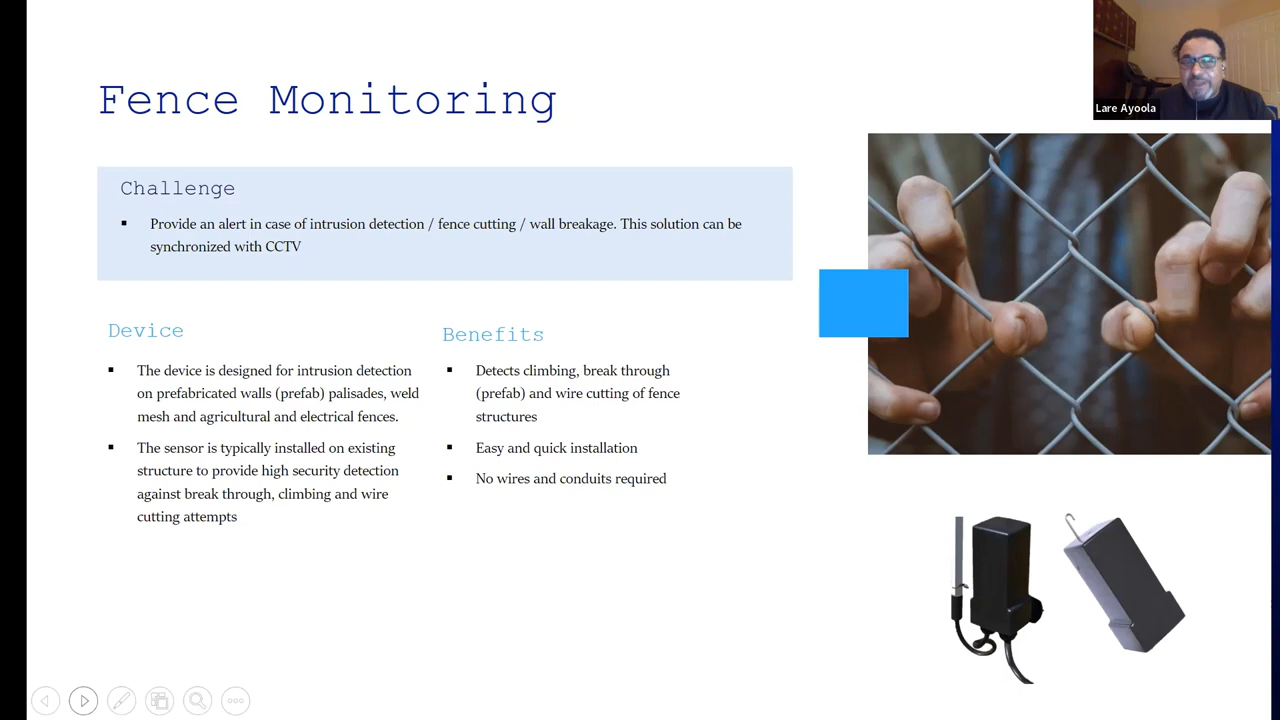 Fence Monitoring
Lare Ayoola
Challenge
Provide an alert in case of intrusion detection / fence cutting / wall breakage. This solution can be
synchronized with CCTV
Device
The device is designed for intrusion detection
on prefabricated walls (prefab) palisades, weld
mesh and agricultural and electrical fences.
The sensor is typically installed on existing
structure to provide high security detection
against break through, climbing and wire
cutting attempts
Benefits
Detects climbing, break through
(prefab) and wire cutting of fence
structures
Easy and quick installation
No wires and conduits required